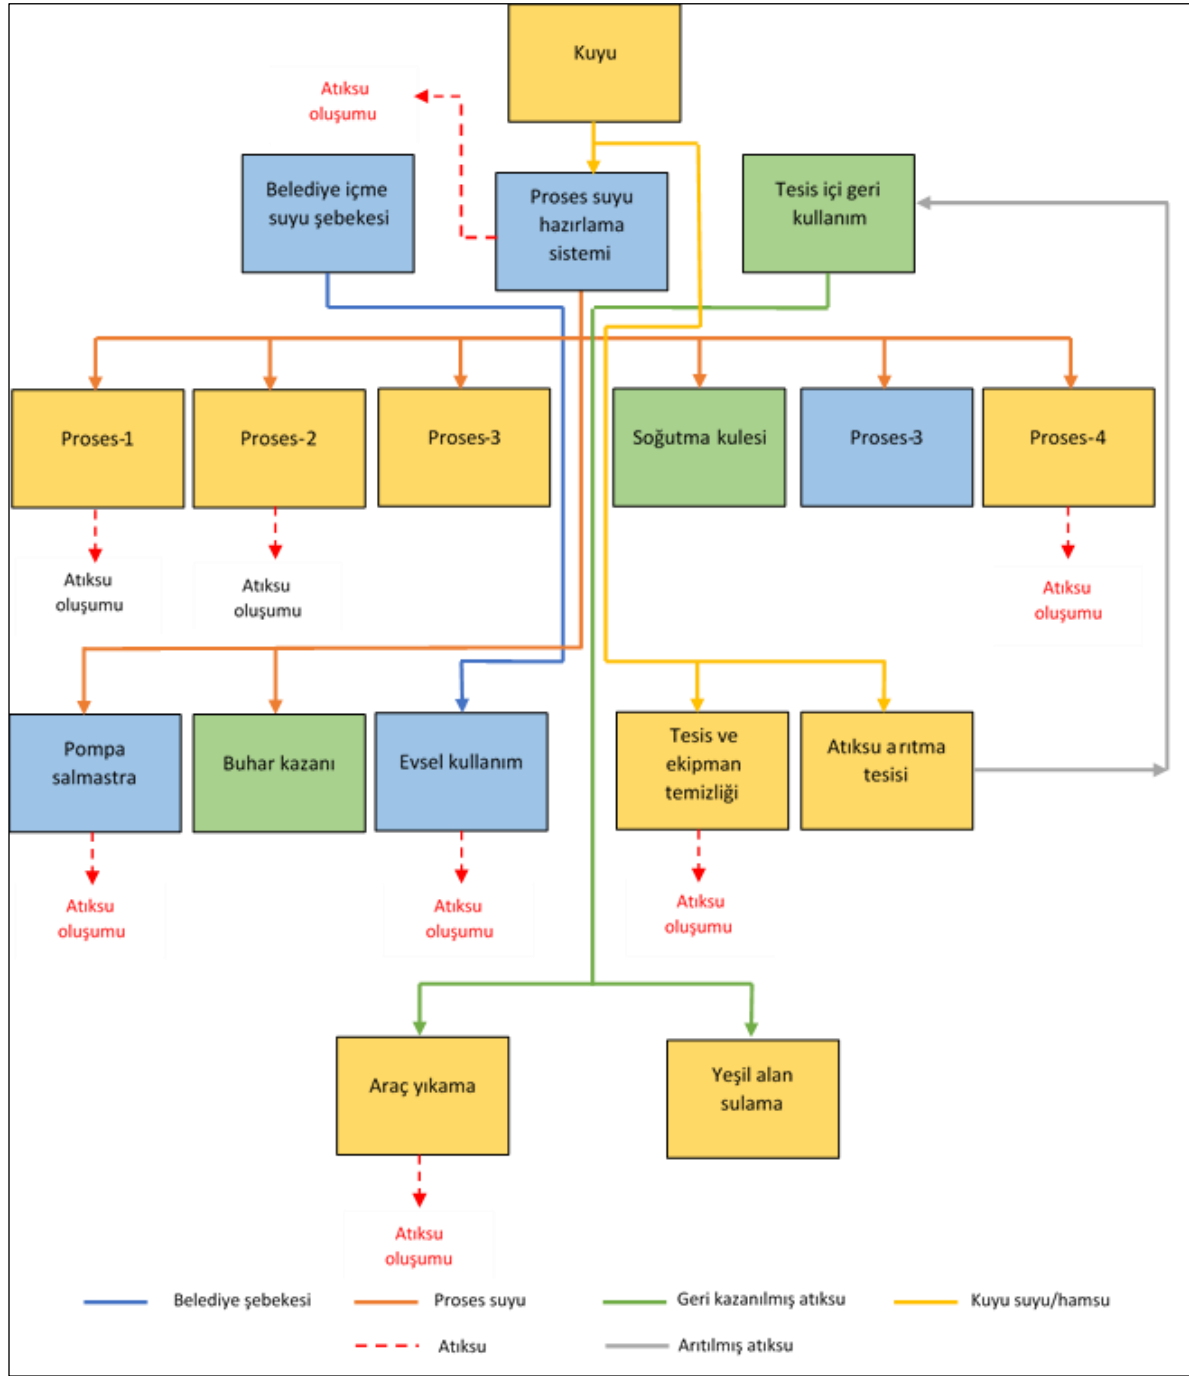 Kuyu
Atıksu
oluşumu
Belediye içme
suyu şebekesi
Proses suyu
hazırlama
sistemi
Tesis içi geri
kullanım
Proses-1
Proses-2
Proses-3
Soğutma kulesi
Proses-3
Proses-4
Atıksu
oluşumu
Atıksu
oluşumu
Atıksu
oluşumu
Pompa
salmastra
Buhar kazanı
Evsel kullanım
Tesis ve
ekipman
temizliği
Atıksu arıtma
tesisi
Atıksu
oluşumu
Atıksu
oluşumu
Atıksu
oluşumu
Araç yıkama
Yeşil alan
sulama
Atıksu
oluşumu
Belediye şebekesi
Proses suyu
Geri kazanılmış atıksu
Kuyu suyu/hamsu
Atıksu
Arıtılmış atıksu